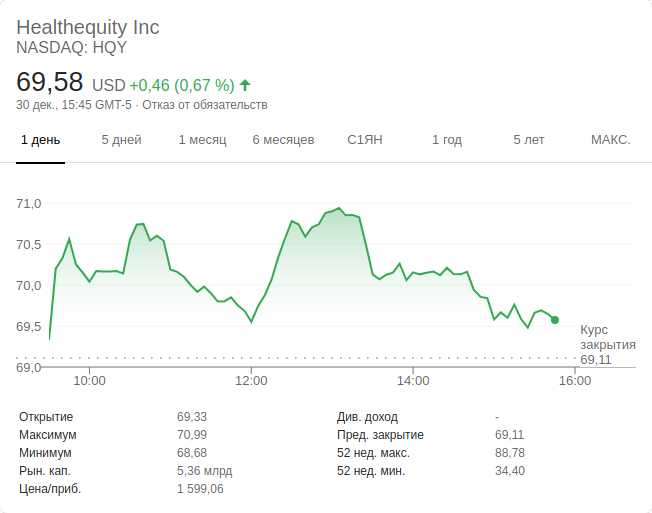 Healthequity Inc
NASDAQ: HQY
69,58 USD +0,46 (0,67 %)
30 дек., 15:45 GMT-5 · Отказ от обязательств
1 день 5 дней 1 месяц 6 месяцев С1ЯН 1 год 5 лет МАКС.
71,0
70,5
70,0
69,5
69,0
Курс
закрытия
69,11
10:00 12:00 14:00 16:00
Открытие 69,33 Див. доход -
Максимум 70,99 Пред. закрытие 69,11
Минимум 68,68 52 нед. макс. 88,78
Рын. кап. 5,36 млрд 52 нед. мин. 34,40
Цена/приб. 1 599,06